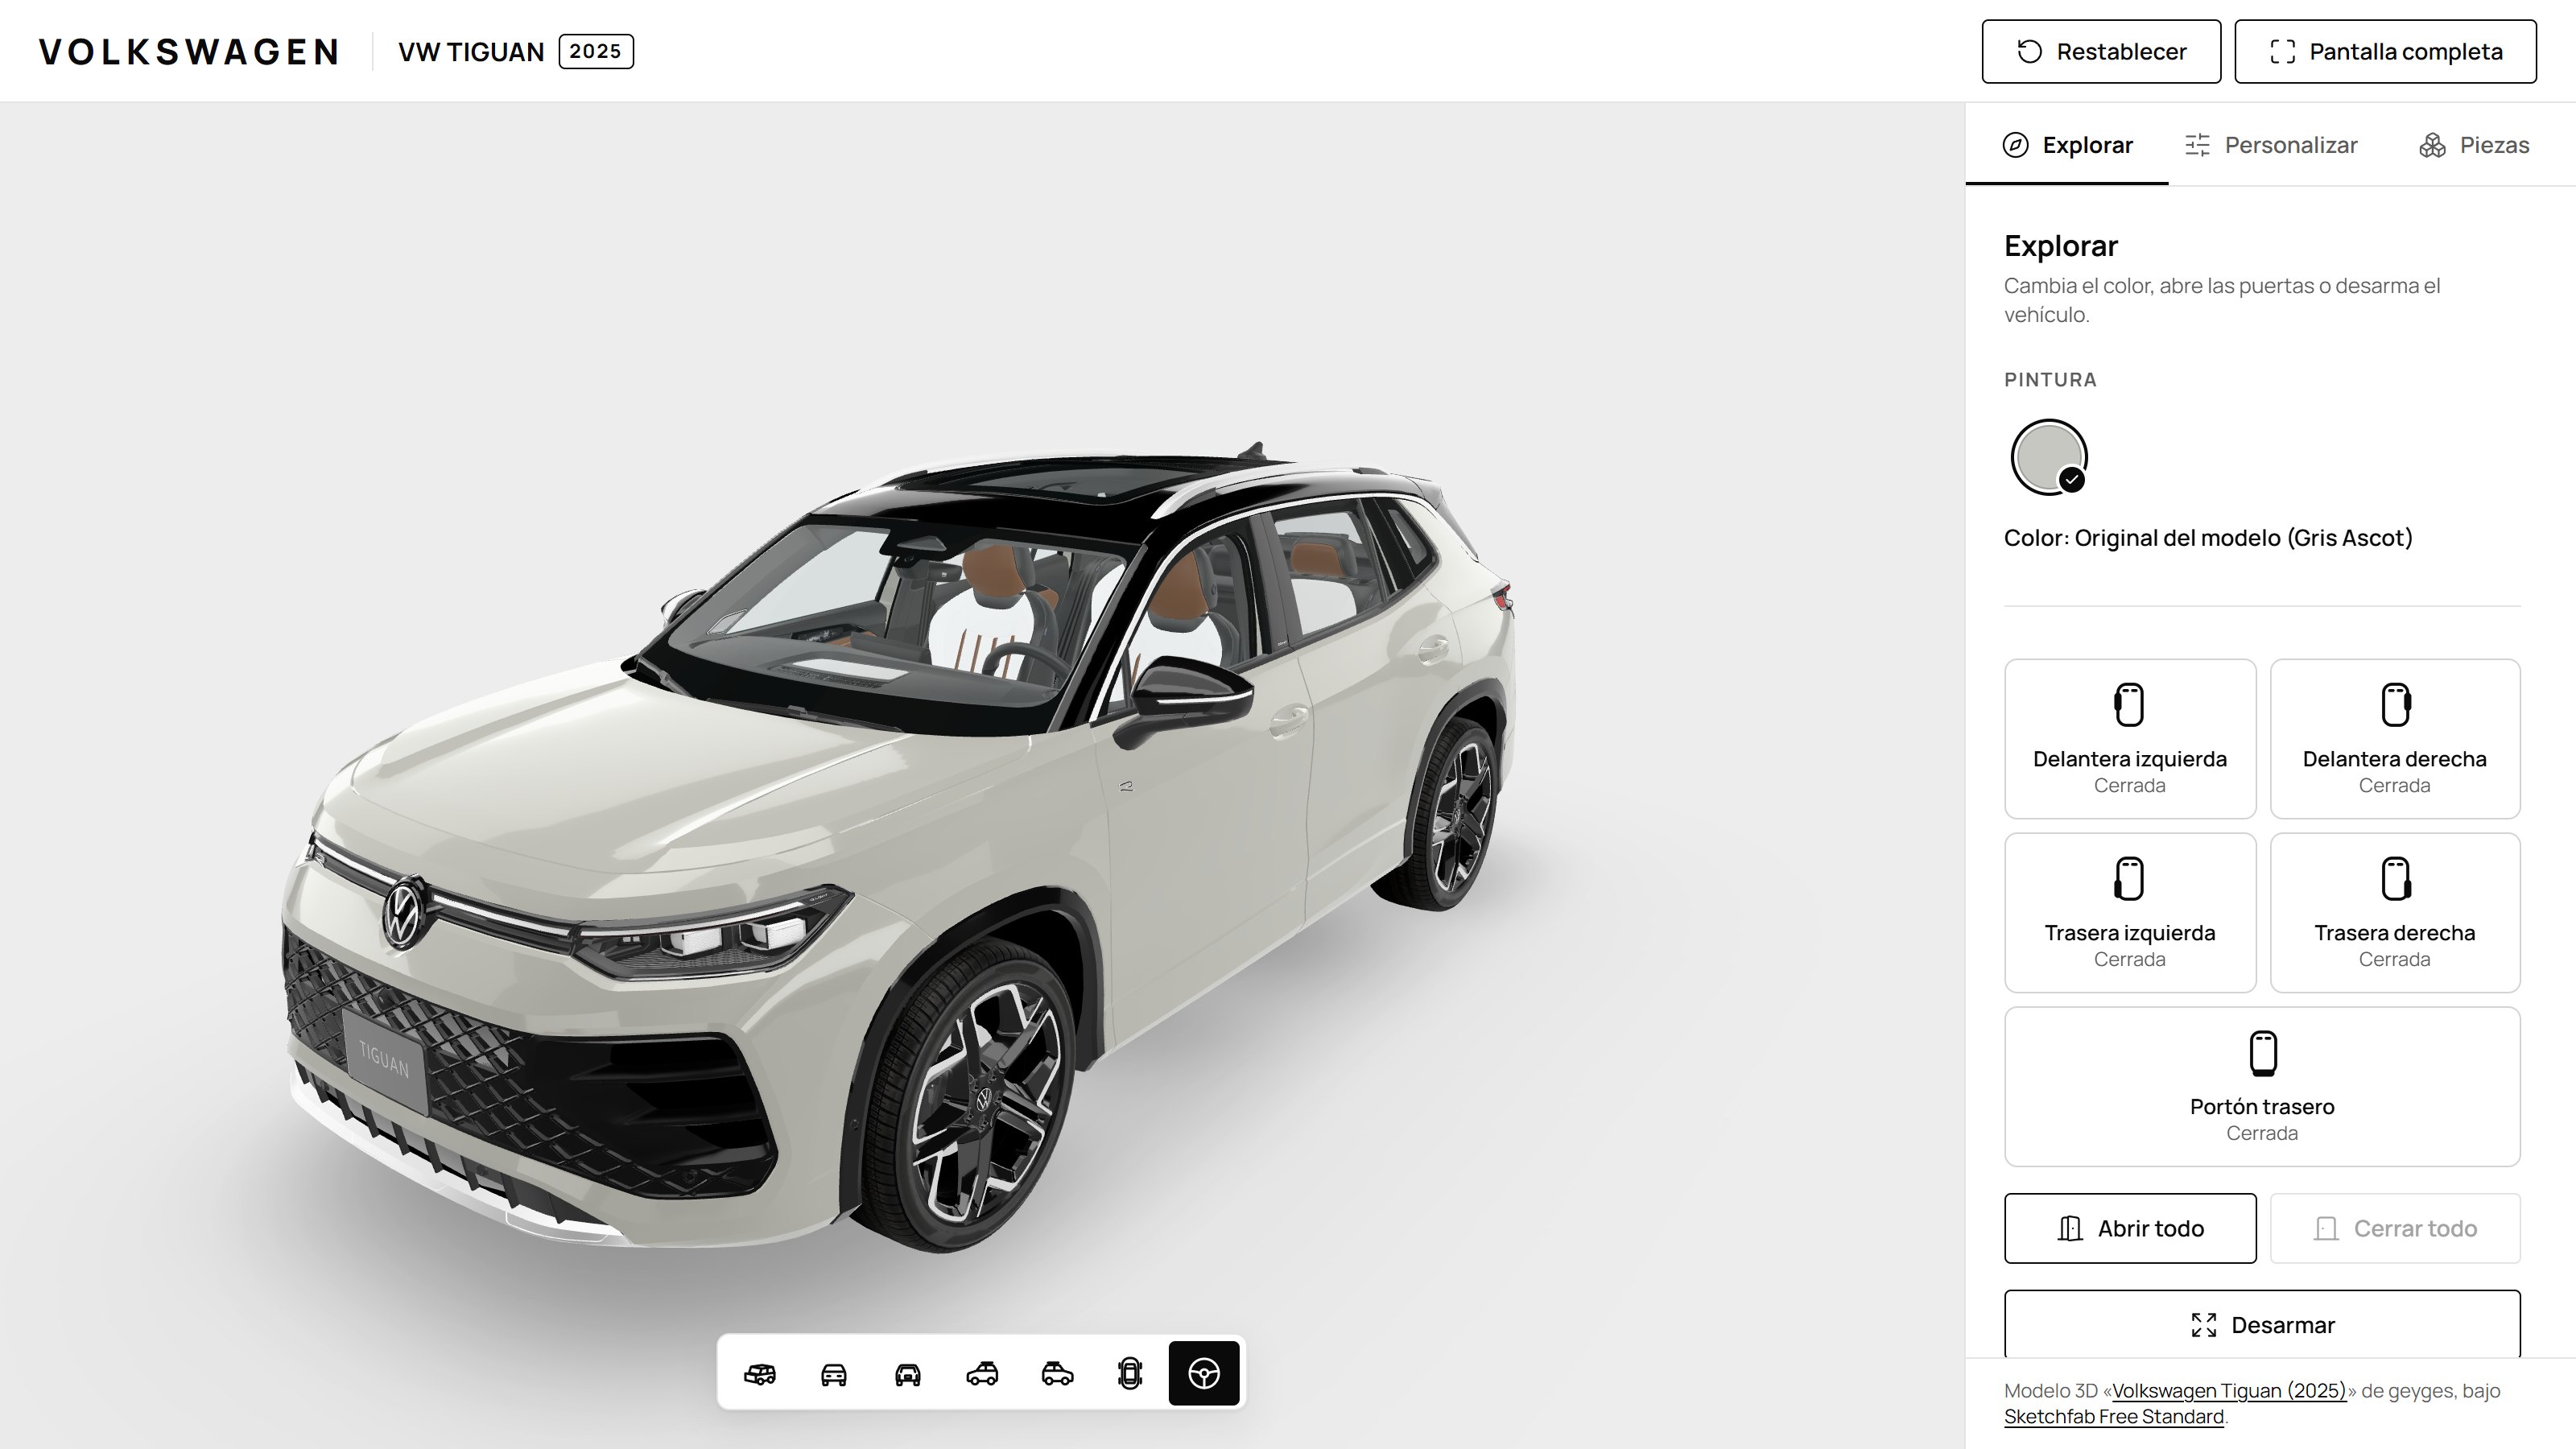 VOLKSWAGEN
VW TIGUAN 2025
Restablecer
Pantalla completa
Explorar
Personalizar
Piezas
Explorar
Cambia el color, abre las puertas o desarma el
vehículo.
PINTURA
Color: Original del modelo (Gris Ascot)
Delantera izquierda
Cerrada
Delantera derecha
Cerrada
Trasera izquierda
Cerrada
Trasera derecha
Cerrada
Portón trasero
Cerrada
Abrir todo
Cerrar todo
Desarmar
TIGUAN
Modelo 3D «Volkswagen Tiguan (2025)» de geyges, bajo
Sketchfab Free Standard.